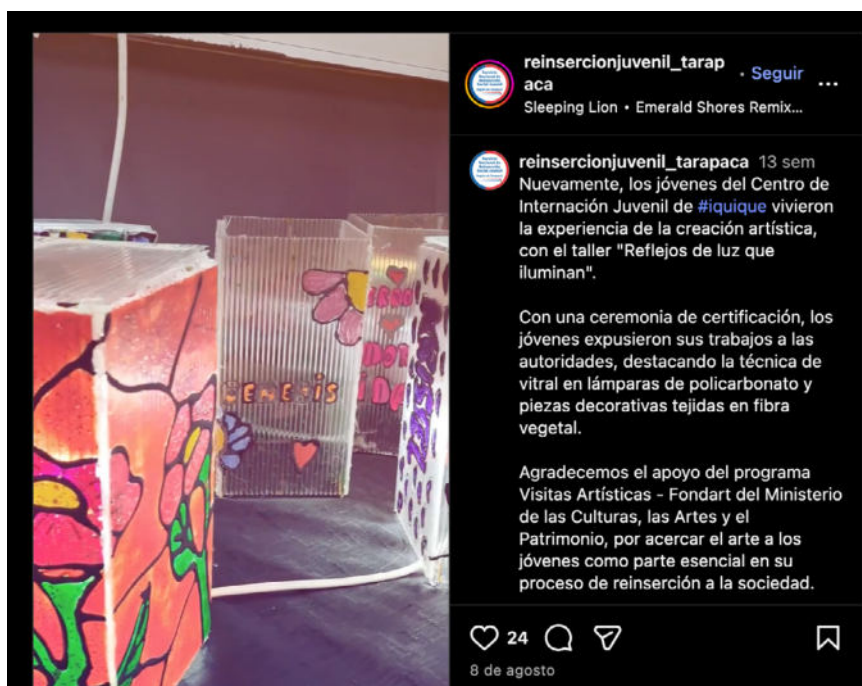 reinsercionjuvenil_tarap
aca
· Seguir
...
Sleeping Lion • Emerald Shores Remix...
reinsercionjuvenil_tarapaca 13 sem
Nuevamente, los jóvenes del Centro de
Internación Juvenil de #iquique vivieron
la experiencia de la creación artística,
con el taller "Reflejos de luz que
iluminan".
Con una ceremonia de certificación, los
jóvenes expusieron sus trabajos a las
autoridades, destacando la técnica de
vitral en lámparas de policarbonato y
piezas decorativas tejidas en fibra
vegetal.
Agradecemos el apoyo del programa
Visitas Artísticas - Fondart del Ministerio
de las Culturas, las Artes y el
Patrimonio, por acercar el arte a los
jóvenes como parte esencial en su
proceso de reinserción a la sociedad.
24
8 de agosto
GENESIS